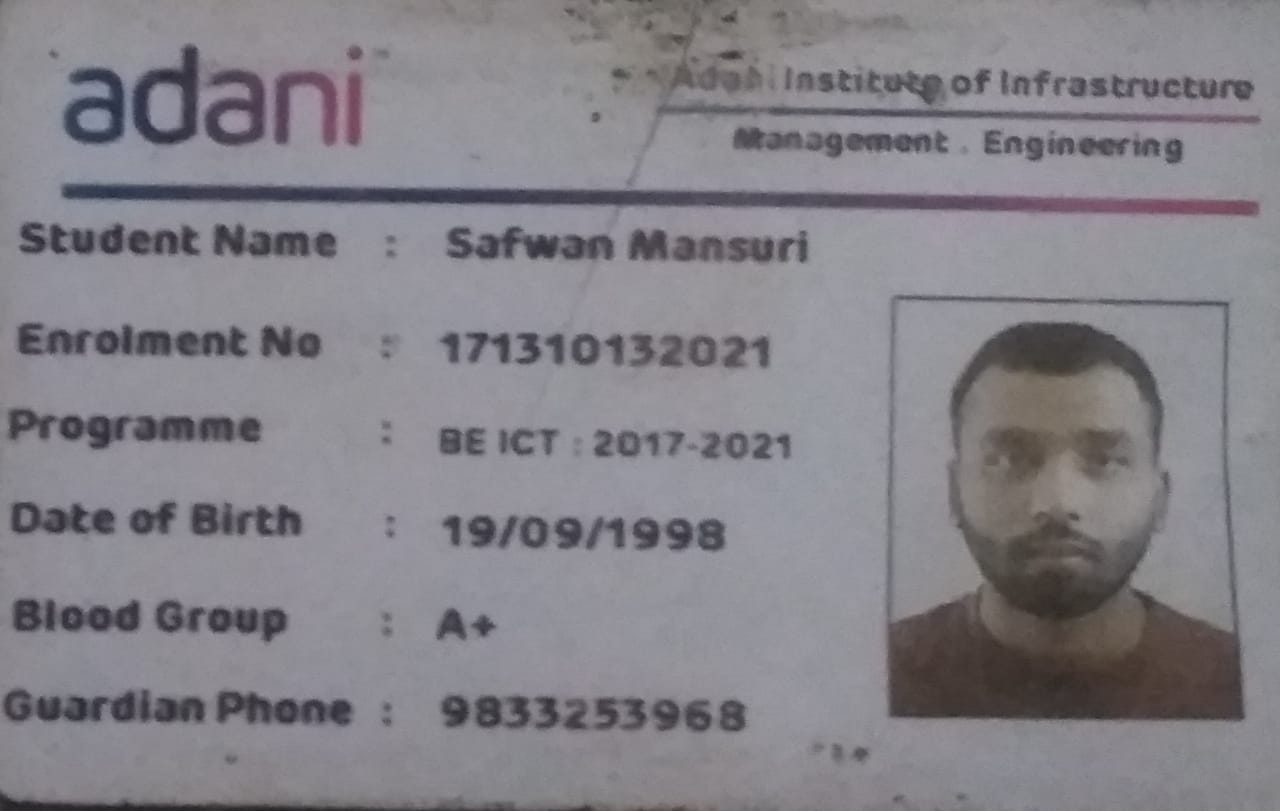 adani
Adani Institute of Infrastructure
Management . Engineering
Student Name : Safwan Mansuri
Enrolment No : 171310132021
Programme : BE ICT : 2017-2021
Date of Birth : 19/09/1998
Blood Group : A+
Guardian Phone : 9833253968